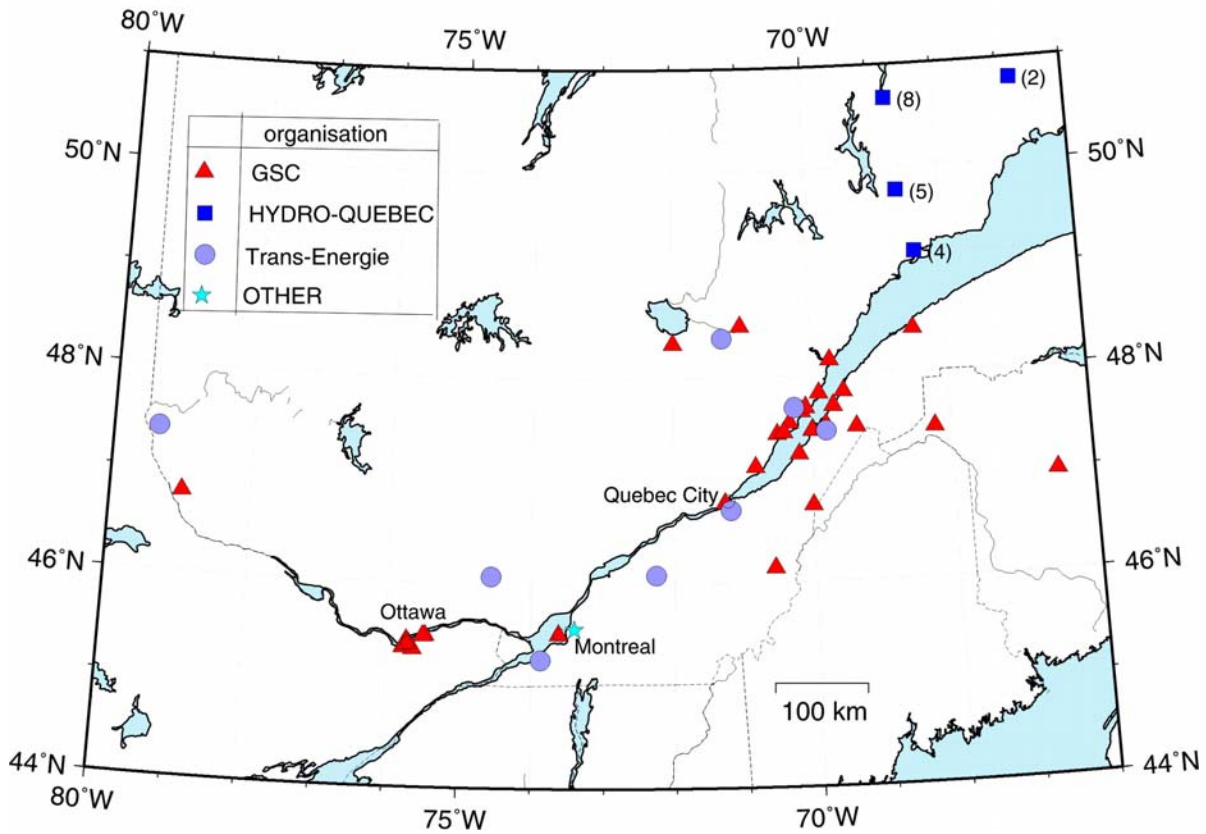 80°W
75°W
70°W
(2)
(8)
organisation
50°N
50°N
GSC
(5)
HYDRO-QUEBEC
(4)
Trans-Energie
OTHER
48°N
48°N
Quebec City
46°N
46°N
Ottawa
Montreal
100 km
44°N
44°N
80°W
75°W
70°W